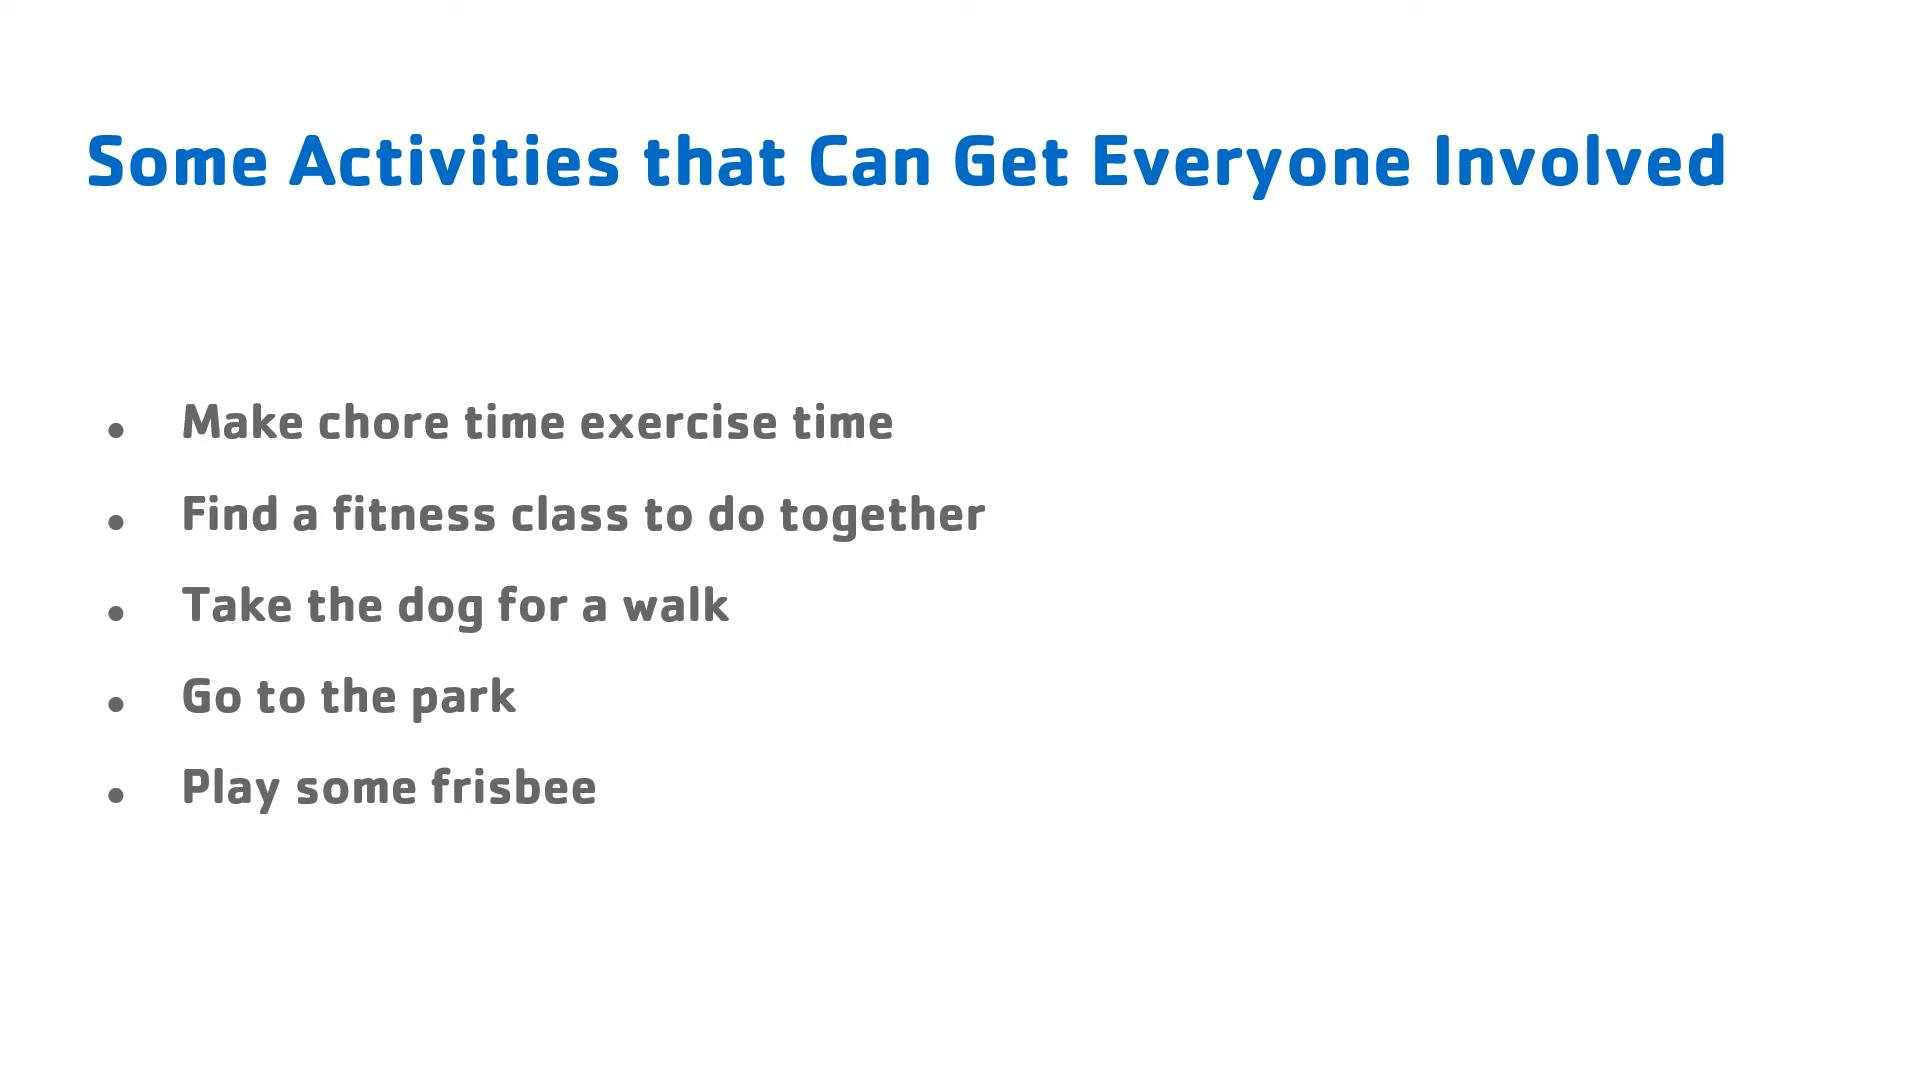 Some Activities that Can Get Everyone Involved
• Make chore time exercise time
• Find a fitness class to do together
• Take the dog for a walk
• Go to the park
• Play some frisbee